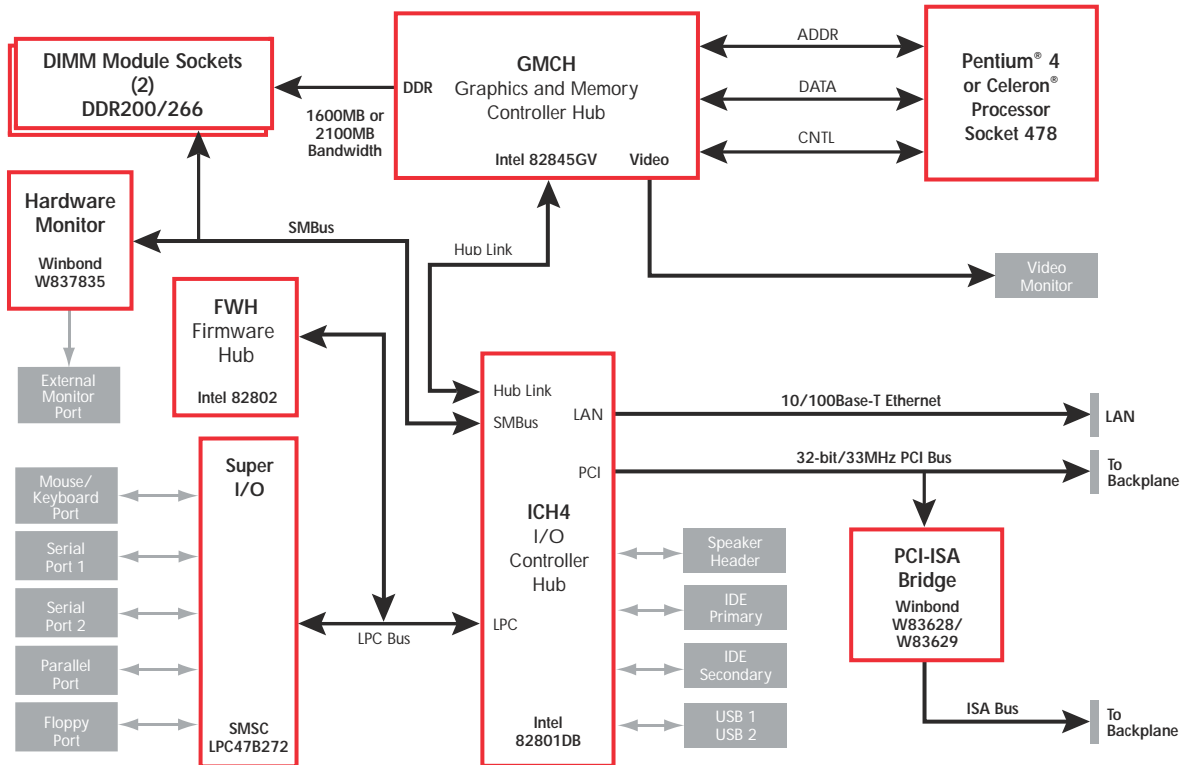 DIMM Module Sockets
(2)
DDR200/266
DDR
GMCH
Graphics and Memory
Controller Hub
Intel 82845GV
Video
ADDR
DATA
CNTL
Pentium® 4
or Celeron®
Processor
Socket 478
1600MB or
2100MB
Bandwidth
Hardware
Monitor
Winbond
W837835
SMBus
Hub Link
Video
Monitor
FWH
Firmware
Hub
Intel 82802
External
Monitor
Port
Hub Link
SMBus
LAN
PCI
ICH4
I/O
Controller
Hub
LPC
Intel
82801DB
10/100Base-T Ethernet
LAN
32-bit/33MHz PCI Bus
To
Backplane
Super
I/O
SMSC
LPC47B272
Mouse/
Keyboard
Port
Serial
Port 1
Serial
Port 2
Parallel
Port
Floppy
Port
LPC Bus
Speaker
Header
IDE
Primary
IDE
Secondary
USB 1
USB 2
PCI-ISA
Bridge
Winbond
W83628/
W83629
ISA Bus
To
Backplane